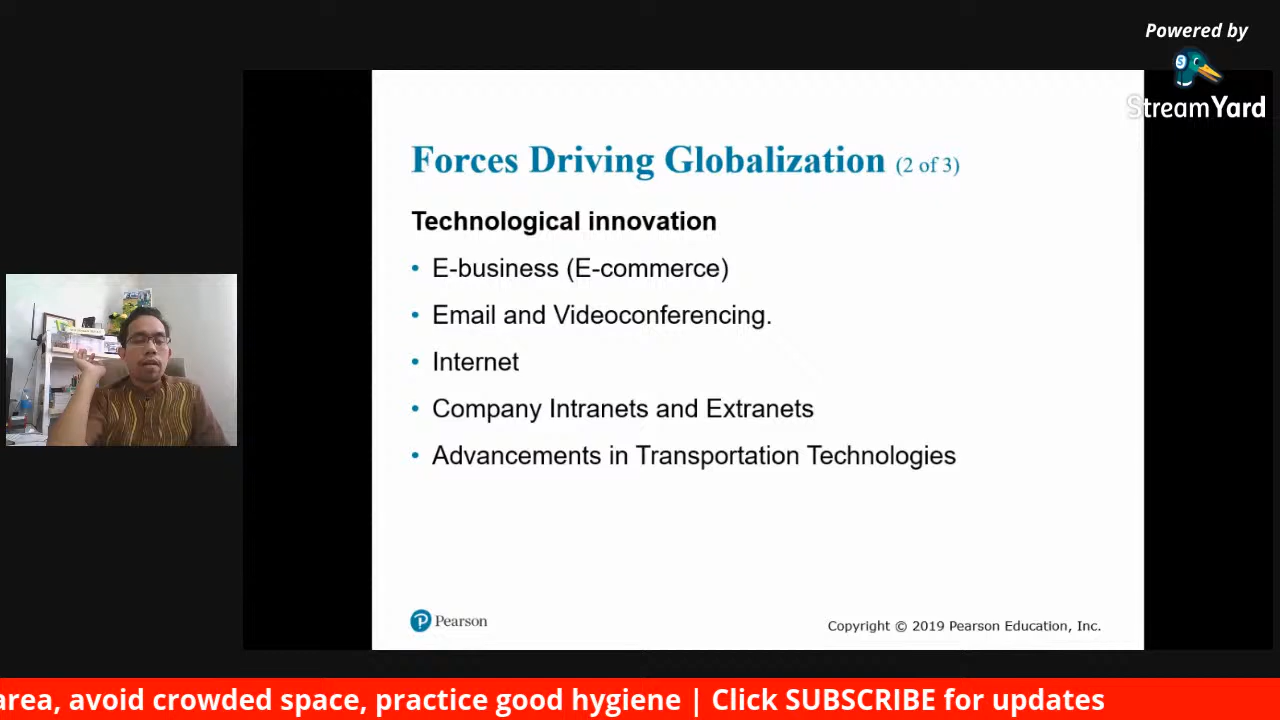 Powered by
StreamYard
Forces Driving Globalization (2 of 3)
Technological innovation
• E-business (E-commerce)
• Email and Videoconferencing.
• Internet
• Company Intranets and Extranets
• Advancements in Transportation Technologies
Pearson
Copyright © 2019 Pearson Education, Inc.
area, avoid crowded space, practice good hygiene | Click SUBSCRIBE for updates